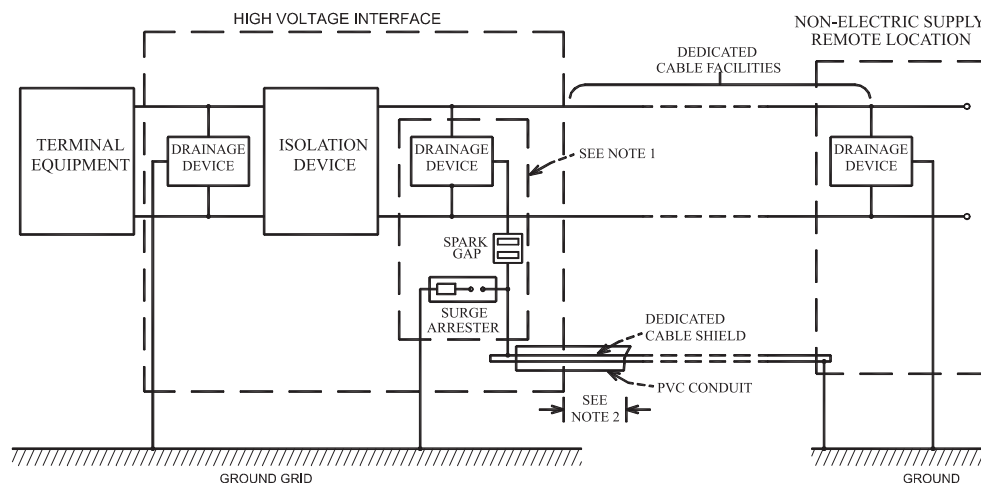 HIGH VOLTAGE INTERFACE
NON-ELECTRIC SUPPLY
REMOTE LOCATION
DEDICATED
CABLE FACILITIES
TERMINAL
EQUIPMENT
DRAINAGE
DEVICE
ISOLATION
DEVICE
DRAINAGE
DEVICE
SEE NOTE 1
DRAINAGE
DEVICE
SPARK
GAP
SURGE
ARRESTER
DEDICATED
CABLE SHIELD
PVC CONDUIT
SEE
NOTE 2
GROUND GRID
GROUND